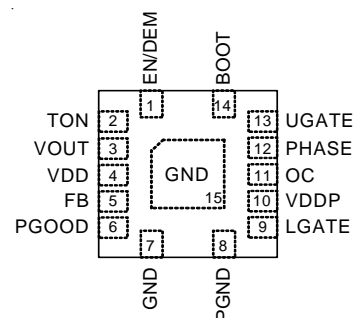 EN/DEM
BOOT
1
14
TON 2
13 UGATE
VOUT 3
12 PHASE
VDD 4
GND
11 OC
FB 5
15
10 VDDP
PGOOD 6
9 LGATE
7
8
GND
PGND